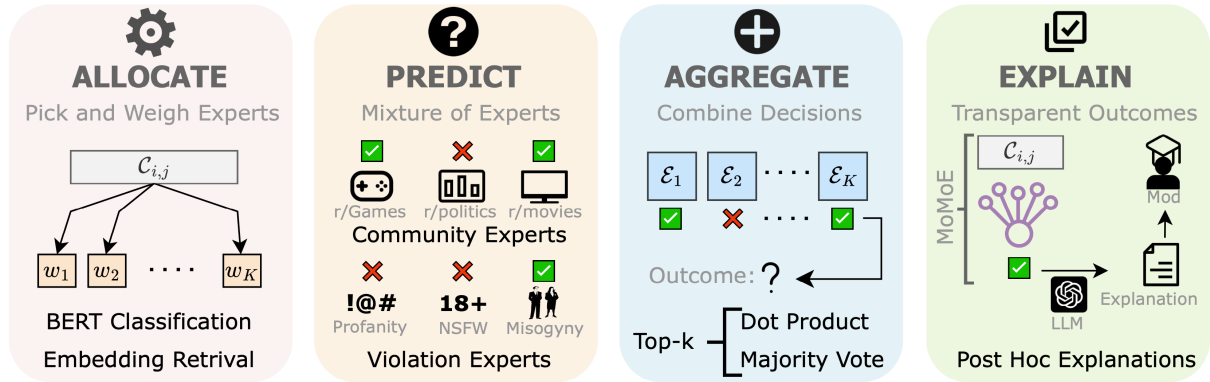 ALLOCATE
Pick and Weigh Experts
𝒞i,j
w1 w2 ···· wK
BERT Classification
Embedding Retrival
?
PREDICT
Mixture of Experts
r/Games r/politics r/movies
Community Experts
!@# 18+
Profanity NSFW Misogyny
Violation Experts
AGGREGATE
Combine Decisions
ℰ1 ℰ2 ···· ℰK
····
Outcome: ?
Top-k
Dot Product
Majority Vote
EXPLAIN
Transparent Outcomes
MoMoE
𝒞i,j
Mod
LLM
Explanation
Post Hoc Explanations